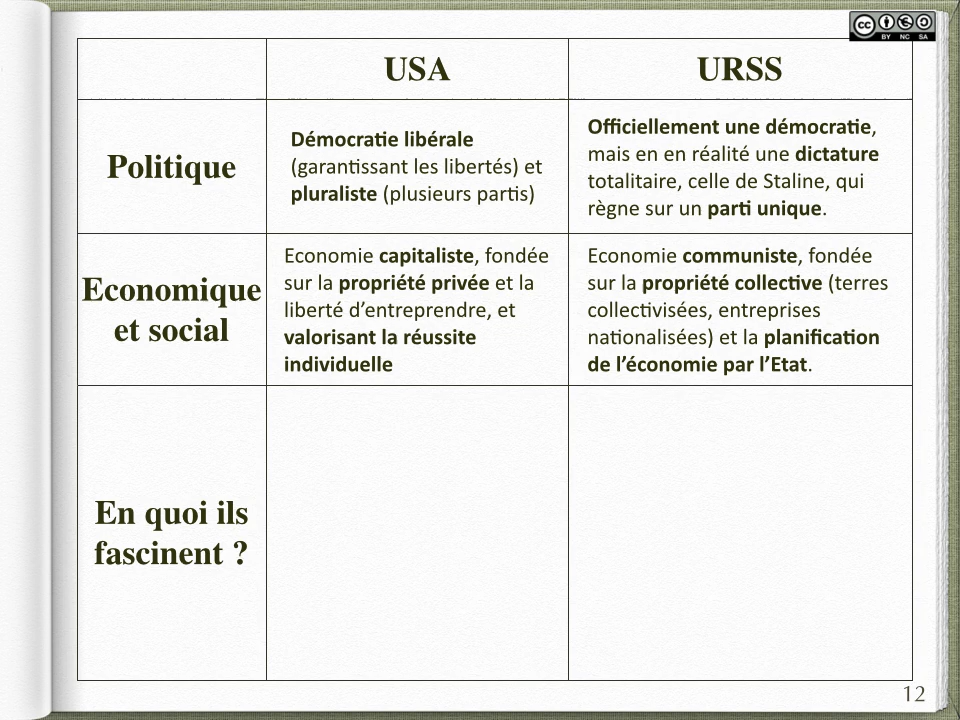 BY NC SA
USA
URSS
Politique
Démocratie libérale
(garantissant les libertés) et
pluraliste (plusieurs partis)
Officiellement une démocratie,
mais en en réalité une dictature
totalitaire, celle de Staline, qui
règne sur un parti unique.
Economique
et social
Economie capitaliste, fondée
sur la propriété privée et la
liberté d’entreprendre, et
valorisant la réussite
individuelle
Economie communiste, fondée
sur la propriété collective (terres
collectivisées, entreprises
nationalisées) et la planification
de l’économie par l’Etat.
En quoi ils
fascinent ?
12